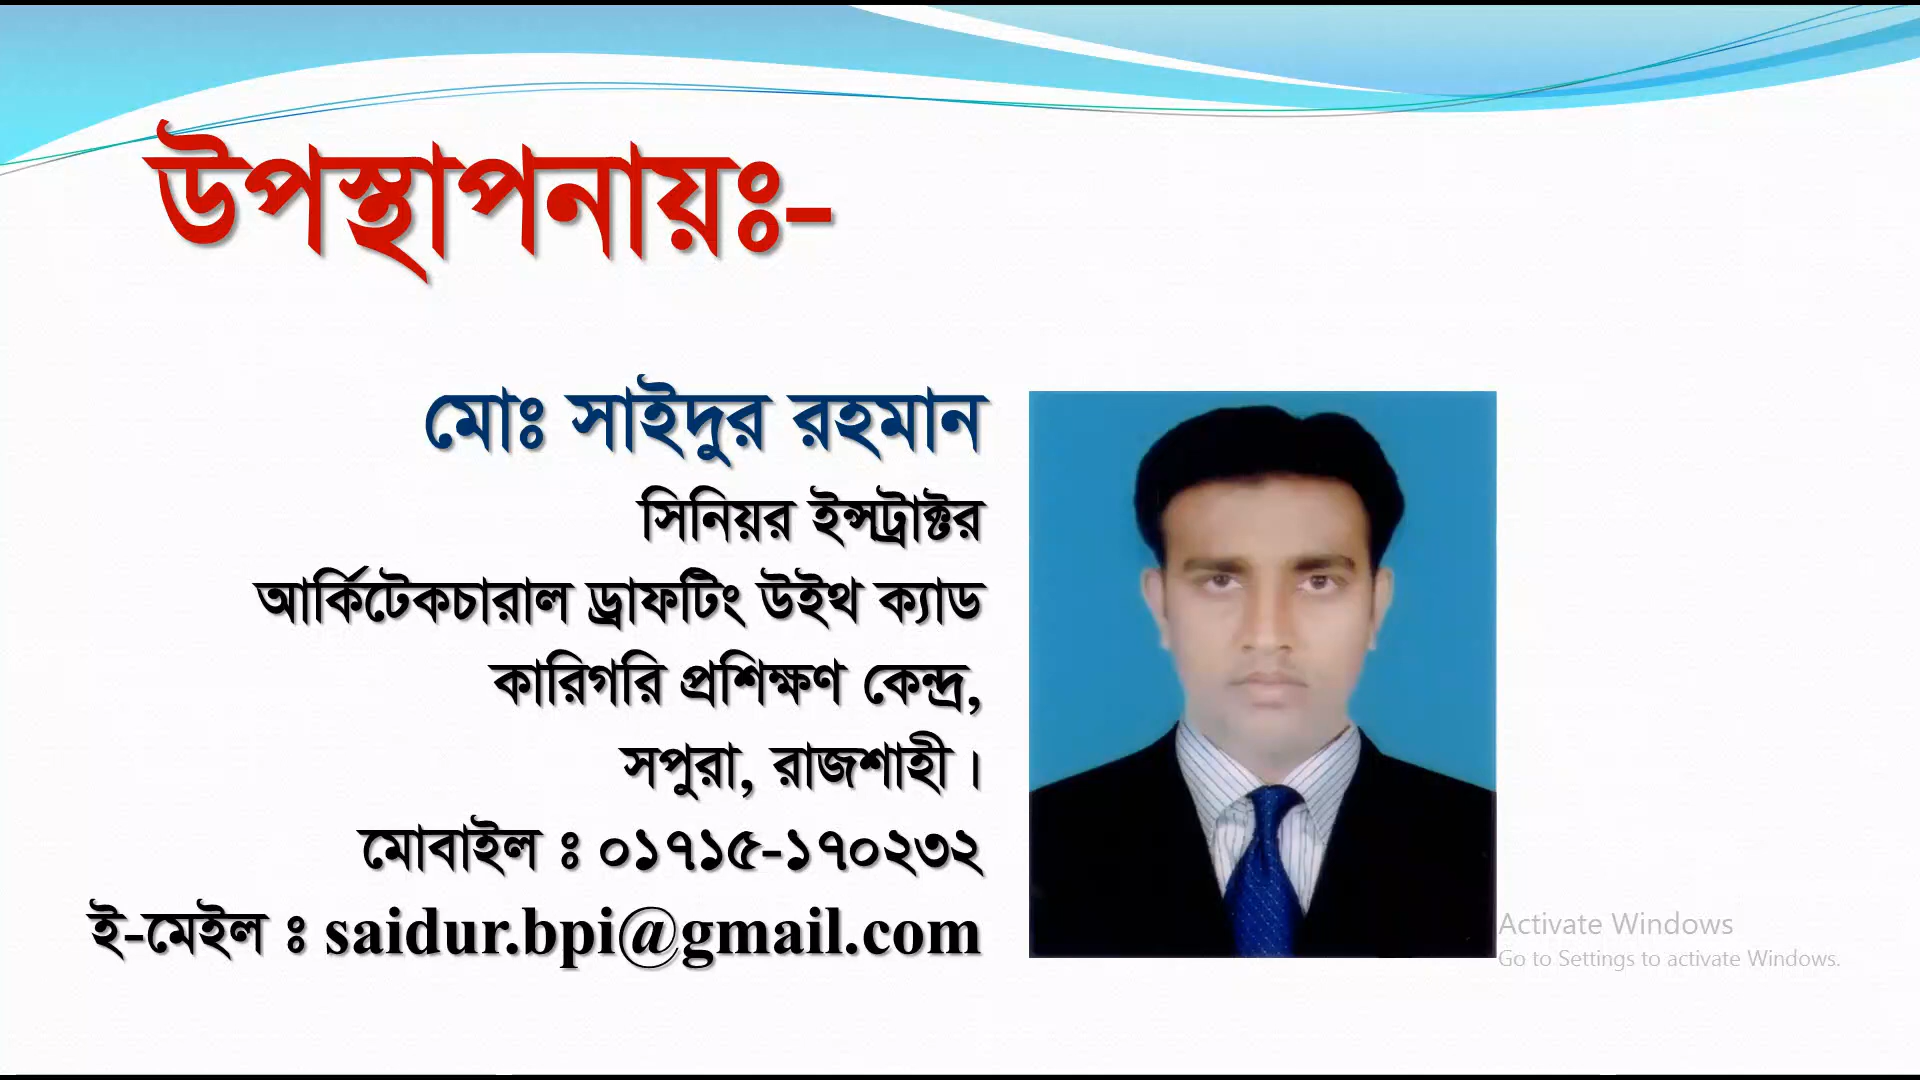 উপস্থাপনায়ঃ-
মোঃ সাইদুর রহমান
সিনিয়র ইন্সট্রাক্টর
আর্কিটেকচারাল ড্রাফটিং উইথ ক্যাড
কারিগরি প্রশিক্ষণ কেন্দ্র,
সপুরা, রাজশাহী।
মোবাইল ঃ ০১৭১৫-১৭০২৩২
ই-মেইল ঃ saidur.bpi@gmail.com
Activate Windows
Go to Settings to activate Windows.